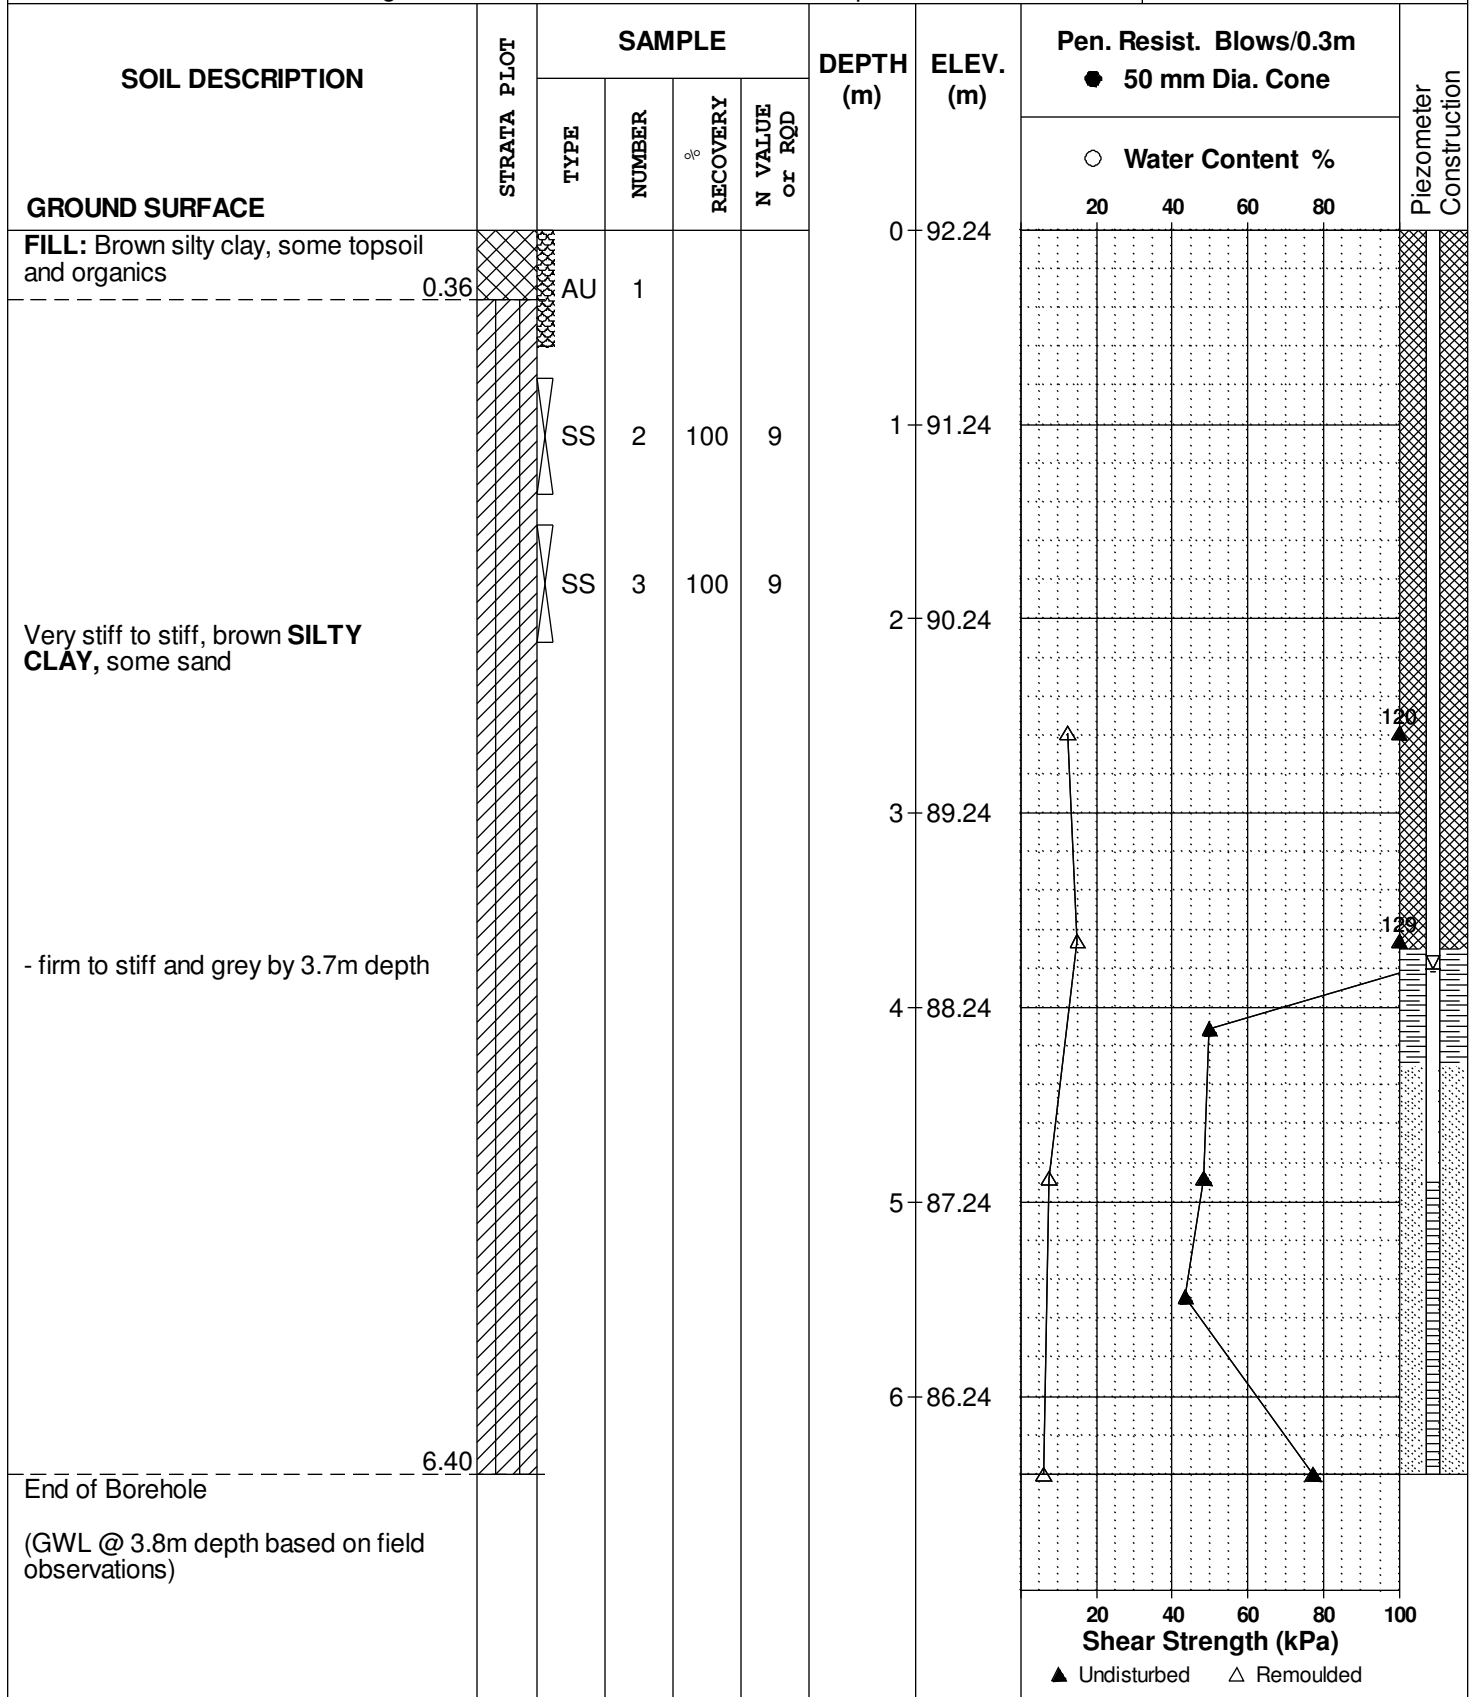 SOIL DESCRIPTION
GROUND SURFACE
STRATA PLOT
SAMPLE
TYPE
NUMBER
%
RECOVERY
N VALUE
or RQD
DEPTH
(m)
ELEV.
(m)
Pen. Resist. Blows/0.3m
● 50 mm Dia. Cone
○ Water Content %
20 40 60 80
Piezometer
Construction
0 92.24
FILL: Brown silty clay, some topsoil
and organics
0.36
AU 1
SS 2 100 9
1 91.24
SS 3 100 9
2 90.24
Very stiff to stiff, brown SILTY
CLAY, some sand
120
3 89.24
129
- firm to stiff and grey by 3.7m depth
4 88.24
5 87.24
6 86.24
6.40
End of Borehole
(GWL @ 3.8m depth based on field
observations)
20 40 60 80 100
Shear Strength (kPa)
▲ Undisturbed △ Remoulded